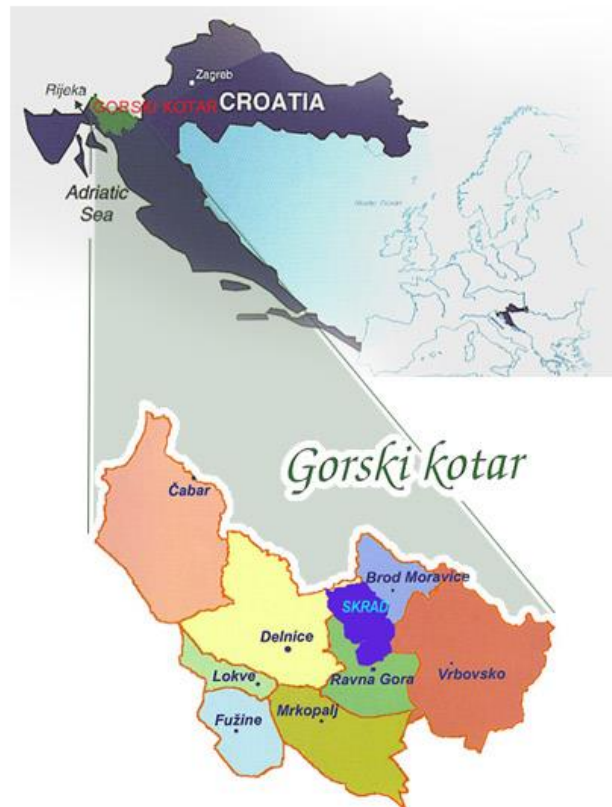 Zagreb
Rijeka
GORSKI KOTAR
CROATIA
Adriatic
Sea
Gorski kotar
Čabar
Brod Moravice
SKRAD
Delnice
Lokve
Ravna Gora
Vrbovsko
Mrkopalj
Fužine